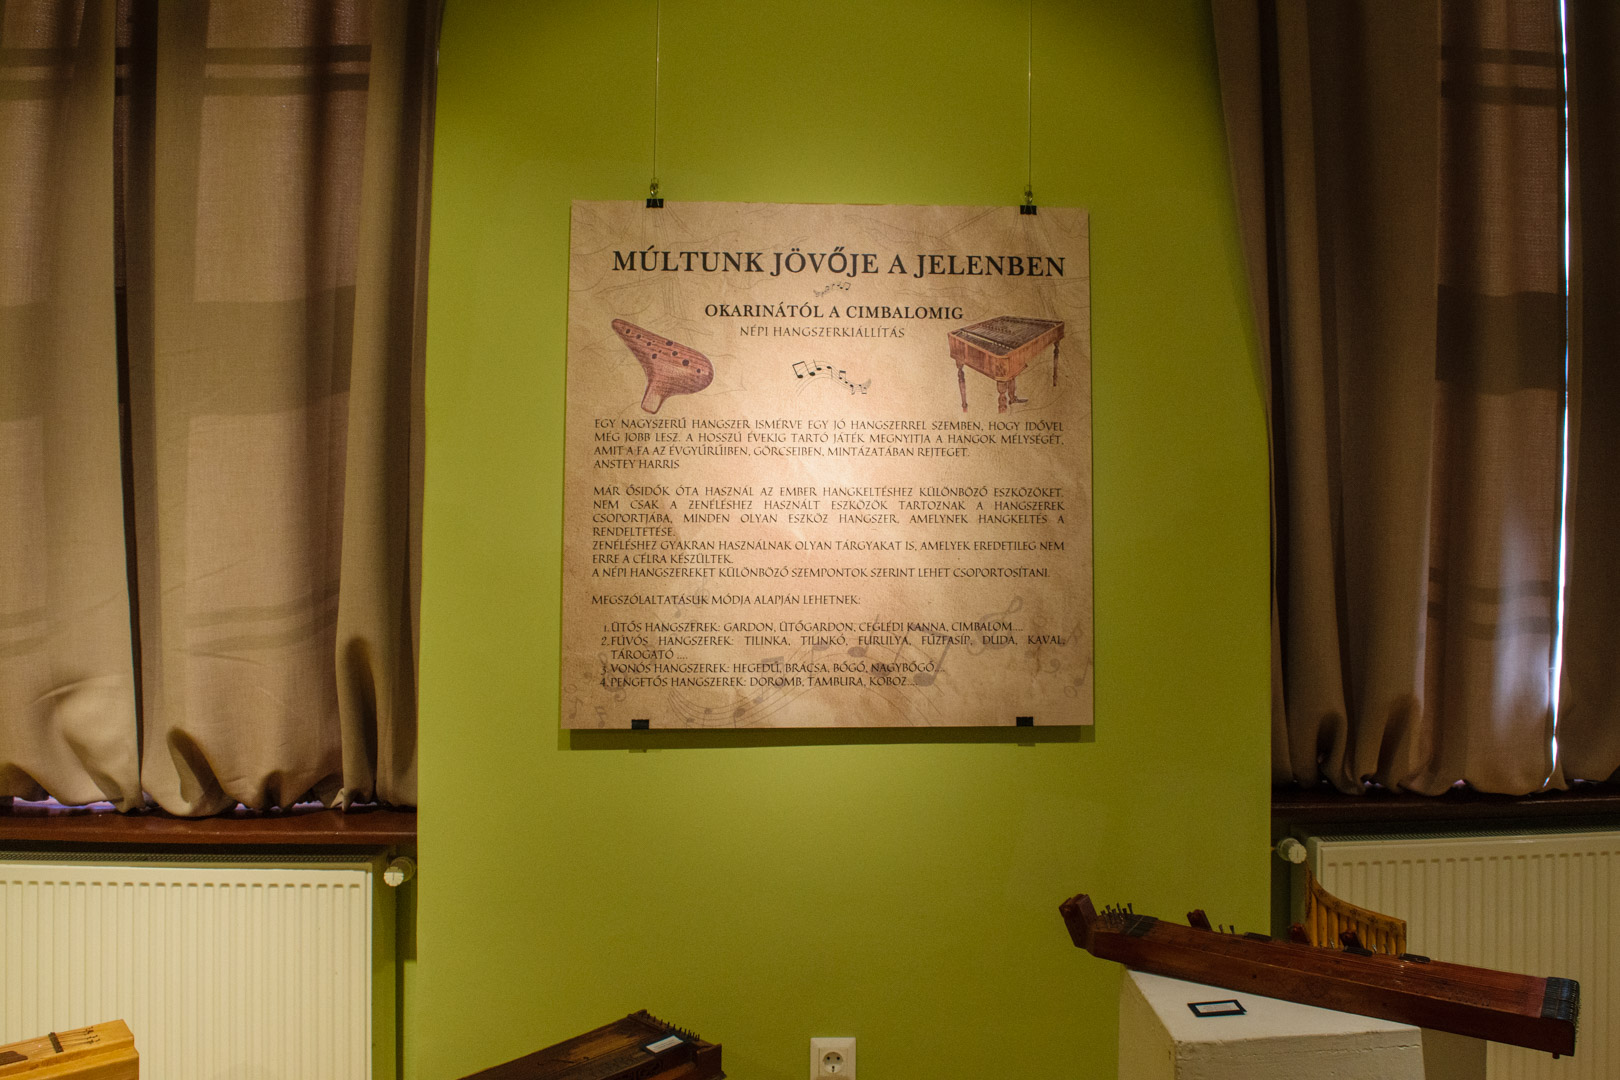 MÚLTUNK JÖVŐJE A JELENBEN
OKARINÁTÓL A CIMBALOMIG
NÉPI HANGSZERKIÁLLÍTÁS
EGY NAGYSZERŰ HANGSZER ISMÉRVE EGY JÓ HANGSZERREL SZEMBEN, HOGY IDŐVEL
MÉG JOBB LESZ. A HOSSZÚ ÉVEKIG TARTÓ JÁTÉK MEGNYITJA A HANGOK MÉLYSÉGÉT,
AMIT A FA AZ ÉVGYŰRŰIBEN, GÖRCSEIBEN, MINTÁZATÁBAN REJTEGET.
ANSTEY HARRIS
MÁR ŐSIDŐK ÓTA HASZNÁL AZ EMBER HANGKELTÉSHEZ KÜLÖNBÖZŐ ESZKÖZÖKET.
NEM CSAK A ZENÉLÉSHEZ HASZNÁLT ESZKÖZÖK TARTOZNAK A HANGSZEREK
CSOPORTJÁBA, MINDEN OLYAN ESZKÖZ HANGSZER, AMELYNEK HANGKELTÉS A
RENDELTETÉSE.
ZENÉLÉSHEZ GYAKRAN HASZNÁLNAK OLYAN TÁRGYAKAT IS, AMELYEK EREDETILEG NEM
ERRE A CÉLRA KÉSZÜLTEK.
A NÉPI HANGSZEREKET KÜLÖNBÖZŐ SZEMPONTOK SZERINT LEHET CSOPORTOSÍTANI.
MEGSZÓLALTATÁSUK MÓDJA ALAPJÁN LEHETNEK:
1. ÜTŐS HANGSZEREK: GARDON, ÜTŐGARDON, CEGLÉDI KANNA, CIMBALOM....
2. FÚVÓS HANGSZEREK: TILINKA, TILINKÓ, FURULYA, FŰZFASÍP, DUDA, KAVAL,
TÁROGATÓ ....
3. VONÓS HANGSZEREK: HEGEDŰ, BRÁCSA, BŐGŐ, NAGYBŐGŐ...
4. PENGETŐS HANGSZEREK: DOROMB, TAMBURA, KOBOZ...